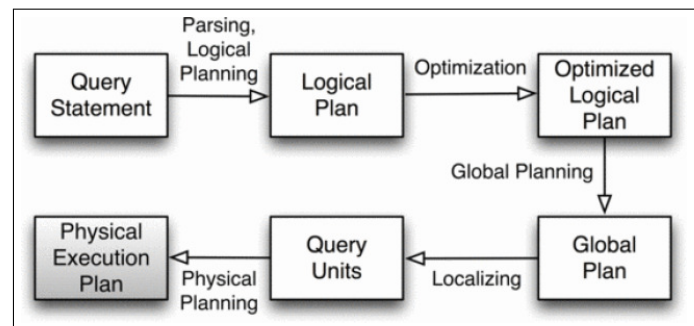 Query
Statement
Parsing,
Logical
Planning
Logical
Plan
Optimization
Optimized
Logical
Plan
Global Planning
Global
Plan
Localizing
Query
Units
Physical
Planning
Physical
Execution
Plan